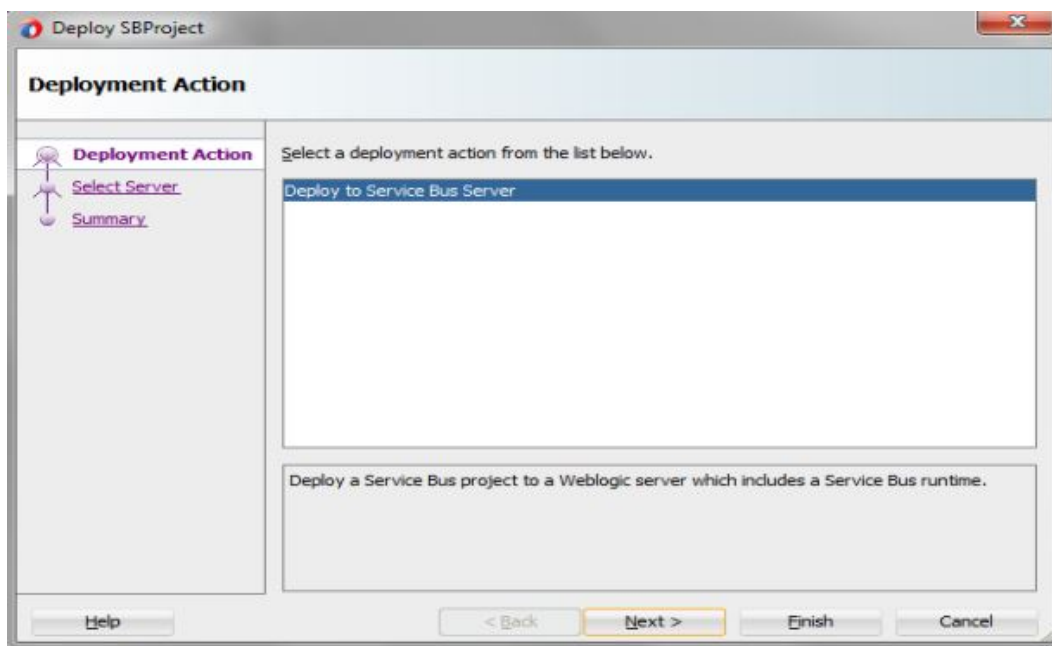 Deploy SBProject
Deployment Action
Deployment Action
Select Server
Summary
Select a deployment action from the list below.
Deploy to Service Bus Server
Deploy a Service Bus project to a Weblogic server which includes a Service Bus runtime.
Help
< Back
Next >
Finish
Cancel